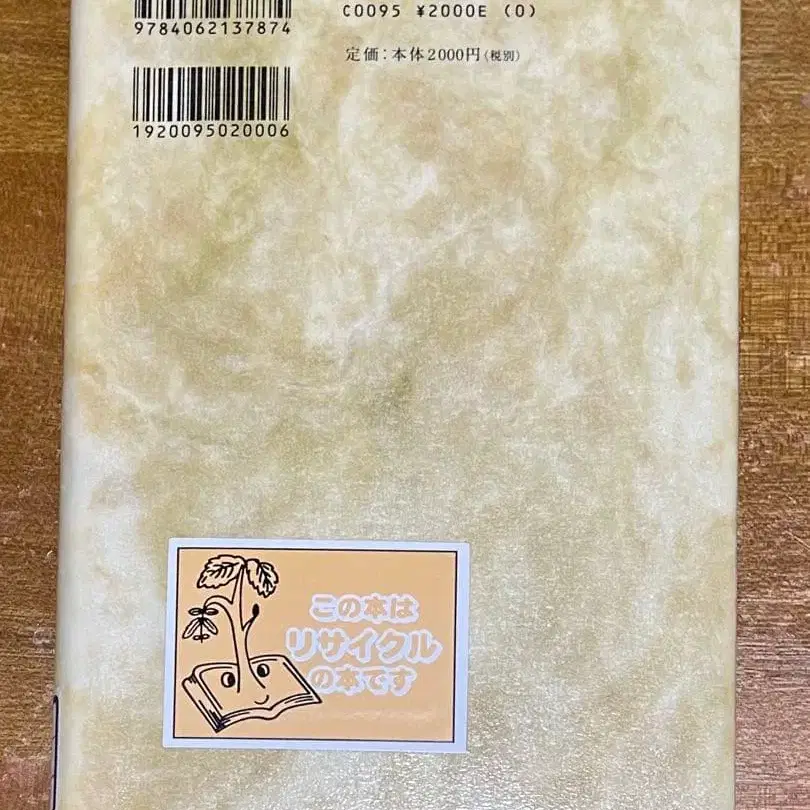 9784062137874
C0095 ¥2000E (0)
定価：本体2000円（税別）
1920095020006
この本は
リサイクル
の本です